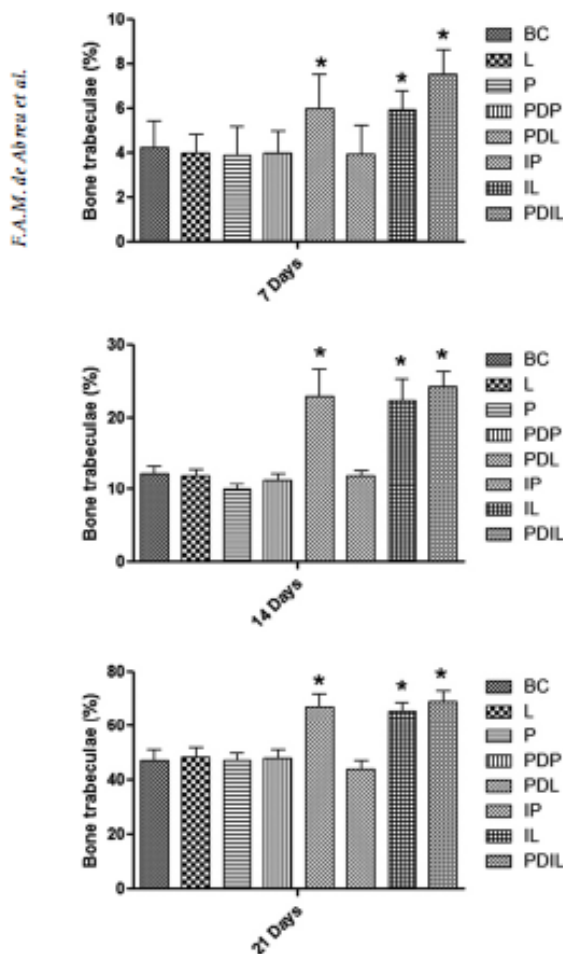 F.A.M. de Abreu et al.
Bone trabeculae (%)
10
8
6
4
2
0
*
*
*
7 Days
BC
L
P
PDP
PDL
IP
IL
PDIL
Bone trabeculae (%)
30
20
10
0
*
*
*
14 Days
BC
L
P
PDP
PDL
IP
IL
PDIL
Bone trabeculae (%)
80
60
40
20
0
*
*
*
21 Days
BC
L
P
PDP
PDL
IP
IL
PDIL